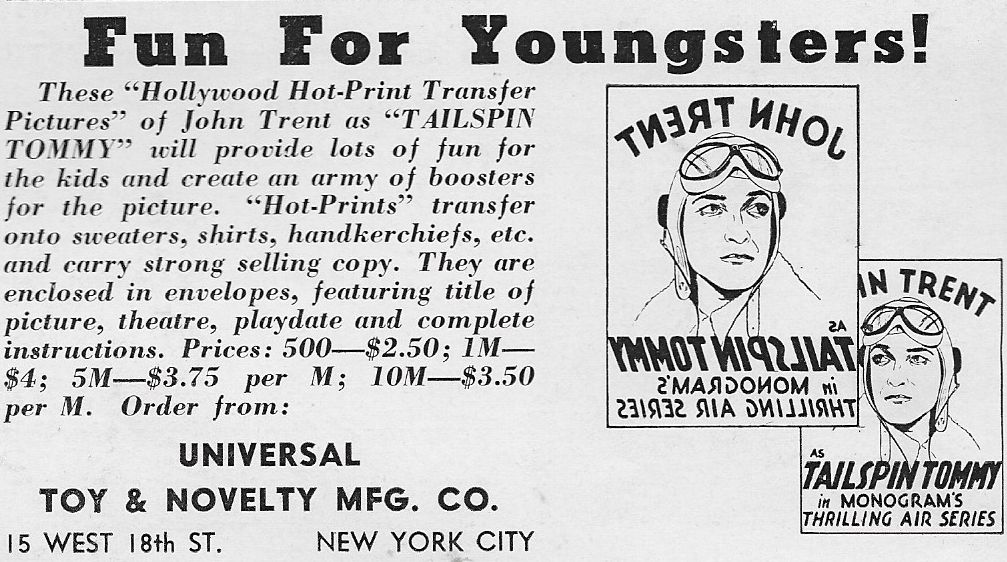 Fun For Youngsters!
These "Hollywood Hot-Print Transfer
Pictures" of John Trent as "TAILSPIN
TOMMY" will provide lots of fun for
the kids and create an army of boosters
for the picture. "Hot-Prints" transfer
onto sweaters, shirts, handkerchiefs, etc.
and carry strong selling copy. They are
enclosed in envelopes, featuring title of
picture, theatre, playdate and complete
instructions. Prices: 500—$2.50; 1M—
$4; 5M—$3.75 per M; 10M—$3.50
per M. Order from:
UNIVERSAL
TOY & NOVELTY MFG. CO.
15 WEST 18th ST. NEW YORK CITY
JOHN TRENT
AS
TAILSPIN TOMMY
in MONOGRAM'S
THRILLING AIR SERIES
IN TRENT
AS
TAILSPIN TOMMY
in MONOGRAM'S
THRILLING AIR SERIES